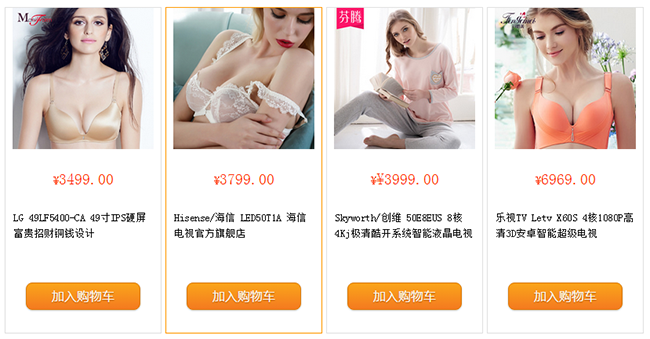 芬腾
¥3499.00
LG 49LF5400-CA 49寸IPS硬屏
富贵招财铜钱设计
加入购物车
¥3799.00
Hisense/海信 LED50T1A 海信
电视官方旗舰店
加入购物车
¥¥3999.00
Skyworth/创维 50E8EUS 8核
4Kj极清酷开系统智能液晶电视
加入购物车
¥6969.00
乐视TV Letv X60S 4核1080P高
清3D安卓智能超级电视
加入购物车